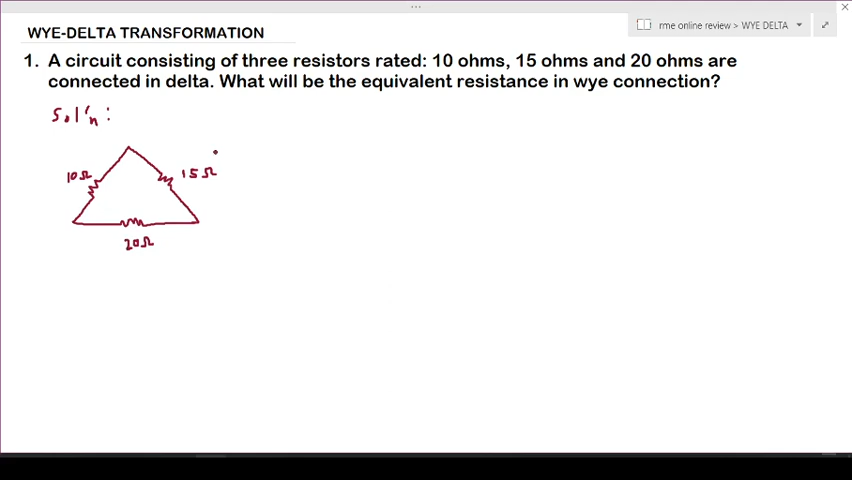 rme online review > WYE DELTA
WYE-DELTA TRANSFORMATION
1. A circuit consisting of three resistors rated: 10 ohms, 15 ohms and 20 ohms are
connected in delta. What will be the equivalent resistance in wye connection?
Sol'n :
10Ω
15Ω
20Ω